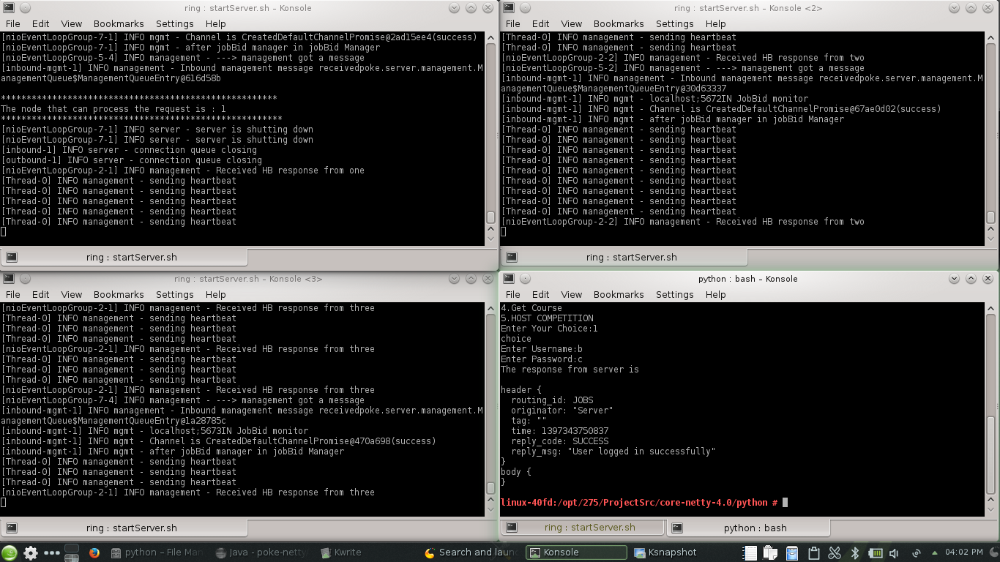 ring : startServer.sh – Konsole
File Edit View Bookmarks Settings Help
[nioEventLoopGroup-7-1] INFO mgmt - Channel is CreatedDefaultChannelPromise@2ad15ee4(success)
[nioEventLoopGroup-7-1] INFO mgmt - after jobBid manager in jobBid Manager
[nioEventLoopGroup-5-4] INFO management - ---> management got a message
[inbound-mgmt-1] INFO management - Inbound management message receivedpoke.server.management.M
anagementQueue$ManagementQueueEntry@616d58b
******************************************************
The node that can process the request is : 1
*******************************************************
[nioEventLoopGroup-7-1] INFO server - server is shutting down
[nioEventLoopGroup-7-1] INFO server - server is shutting down
[inbound-1] INFO server - connection queue closing
[outbound-1] INFO server - connection queue closing
[nioEventLoopGroup-2-1] INFO management - Received HB response from one
[Thread-0] INFO management - sending heartbeat
[Thread-0] INFO management - sending heartbeat
[Thread-0] INFO management - sending heartbeat
[Thread-0] INFO management - sending heartbeat
[Thread-0] INFO management - sending heartbeat
ring : startServer.sh
ring : startServer.sh – Konsole <2>
File Edit View Bookmarks Settings Help
[Thread-0] INFO management - sending heartbeat
[Thread-0] INFO management - sending heartbeat
[nioEventLoopGroup-2-2] INFO management - Received HB response from two
[nioEventLoopGroup-5-2] INFO management - ---> management got a message
[inbound-mgmt-1] INFO management - Inbound management message receivedpoke.server.management.M
anagementQueue$ManagementQueueEntry@30d63337
[inbound-mgmt-1] INFO mgmt - localhost;5672IN JobBid monitor
[inbound-mgmt-1] INFO mgmt - Channel is CreatedDefaultChannelPromise@67ae0d02(success)
[inbound-mgmt-1] INFO mgmt - after jobBid manager in jobBid Manager
[Thread-0] INFO management - sending heartbeat
[Thread-0] INFO management - sending heartbeat
[Thread-0] INFO management - sending heartbeat
[Thread-0] INFO management - sending heartbeat
[Thread-0] INFO management - sending heartbeat
[Thread-0] INFO management - sending heartbeat
[Thread-0] INFO management - sending heartbeat
[Thread-0] INFO management - sending heartbeat
[Thread-0] INFO management - sending heartbeat
[nioEventLoopGroup-2-2] INFO management - Received HB response from two
ring : startServer.sh
ring : startServer.sh – Konsole <3>
File Edit View Bookmarks Settings Help
[nioEventLoopGroup-2-1] INFO management - Received HB response from three
[Thread-0] INFO management - sending heartbeat
[Thread-0] INFO management - sending heartbeat
[Thread-0] INFO management - sending heartbeat
[nioEventLoopGroup-2-1] INFO management - Received HB response from three
[Thread-0] INFO management - sending heartbeat
[Thread-0] INFO management - sending heartbeat
[Thread-0] INFO management - sending heartbeat
[nioEventLoopGroup-2-1] INFO management - Received HB response from three
[nioEventLoopGroup-7-4] INFO management - ---> management got a message
[inbound-mgmt-1] INFO management - Inbound management message receivedpoke.server.management.M
anagementQueue$ManagementQueueEntry@1a28785c
[inbound-mgmt-1] INFO mgmt - localhost;5673IN JobBid monitor
[inbound-mgmt-1] INFO mgmt - Channel is CreatedDefaultChannelPromise@470a698(success)
[inbound-mgmt-1] INFO mgmt - after jobBid manager in jobBid Manager
[Thread-0] INFO management - sending heartbeat
[Thread-0] INFO management - sending heartbeat
[Thread-0] INFO management - sending heartbeat
[nioEventLoopGroup-2-1] INFO management - Received HB response from three
ring : startServer.sh
python : bash – Konsole
File Edit View Bookmarks Settings Help
4.Get Course
5.HOST COMPETITION
Enter Your Choice:1
choice
Enter Username:b
Enter Password:c
The response from server is
header {
routing_id: JOBS
originator: "Server"
tag: ""
time: 1397343750837
reply_code: SUCCESS
reply_msg: "User logged in successfully"
}
body {
}
linux-40fd:/opt/275/ProjectSrc/core-netty-4.0/python #
ring : startServer.sh
python : bash
python – File Man
Java - poke-netty
Kwrite
Search and laun
Konsole
Ksnapshot
04:02 PM